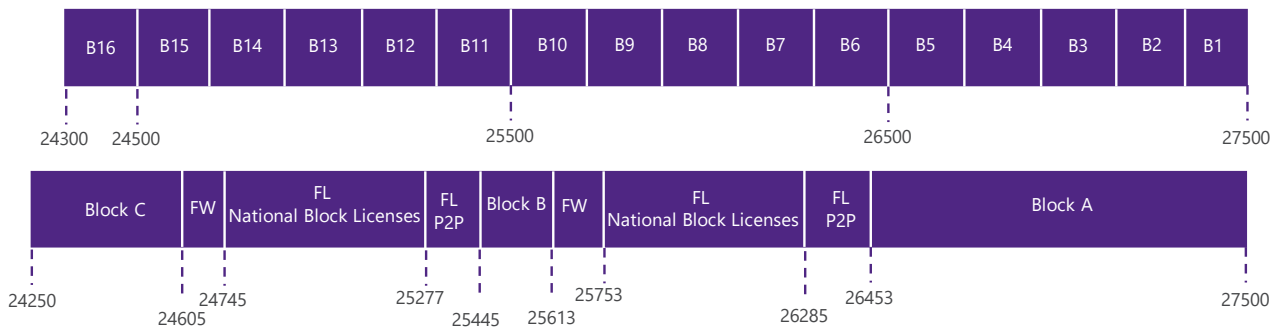 B16 B15 B14 B13 B12 B11 B10 B9 B8 B7 B6 B5 B4 B3 B2 B1
24300 24500 25500 26500 27500
Block C FW FL National Block Licenses FL P2P Block B FW FL National Block Licenses FL P2P Block A
24250 24605 24745 25277 25445 25613 25753 26285 26453 27500